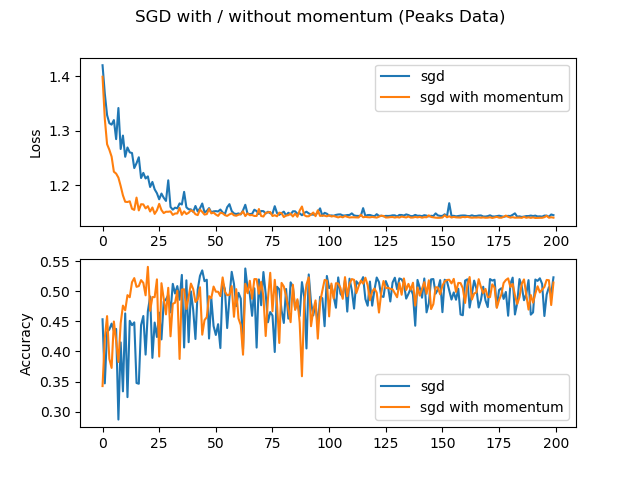 SGD with / without momentum (Peaks Data)
1.4
1.3
1.2
Loss
sgd
sgd with momentum
0 25 50 75 100 125 150 175 200
0.55
0.50
0.45
0.40
0.35
0.30
Accuracy
sgd
sgd with momentum
0 25 50 75 100 125 150 175 200